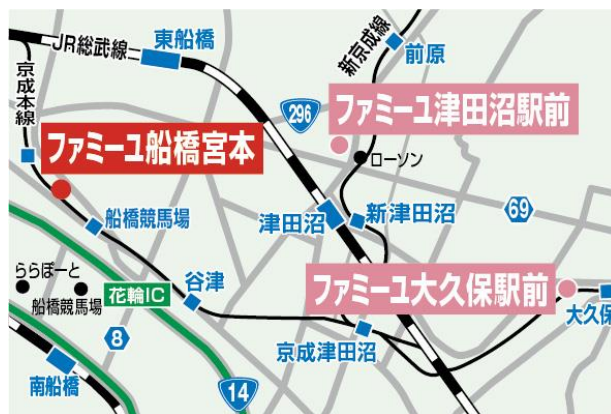 JR総武線
東船橋
新京成線
前原
京成本線
296
ファミーユ津田沼駅前
ファミーユ船橋宮本
ローソン
69
津田沼
新津田沼
船橋競馬場
ららぽーと
船橋競馬場
花輪IC
谷津
ファミーユ大久保駅前
大久保
8
京成津田沼
南船橋
14